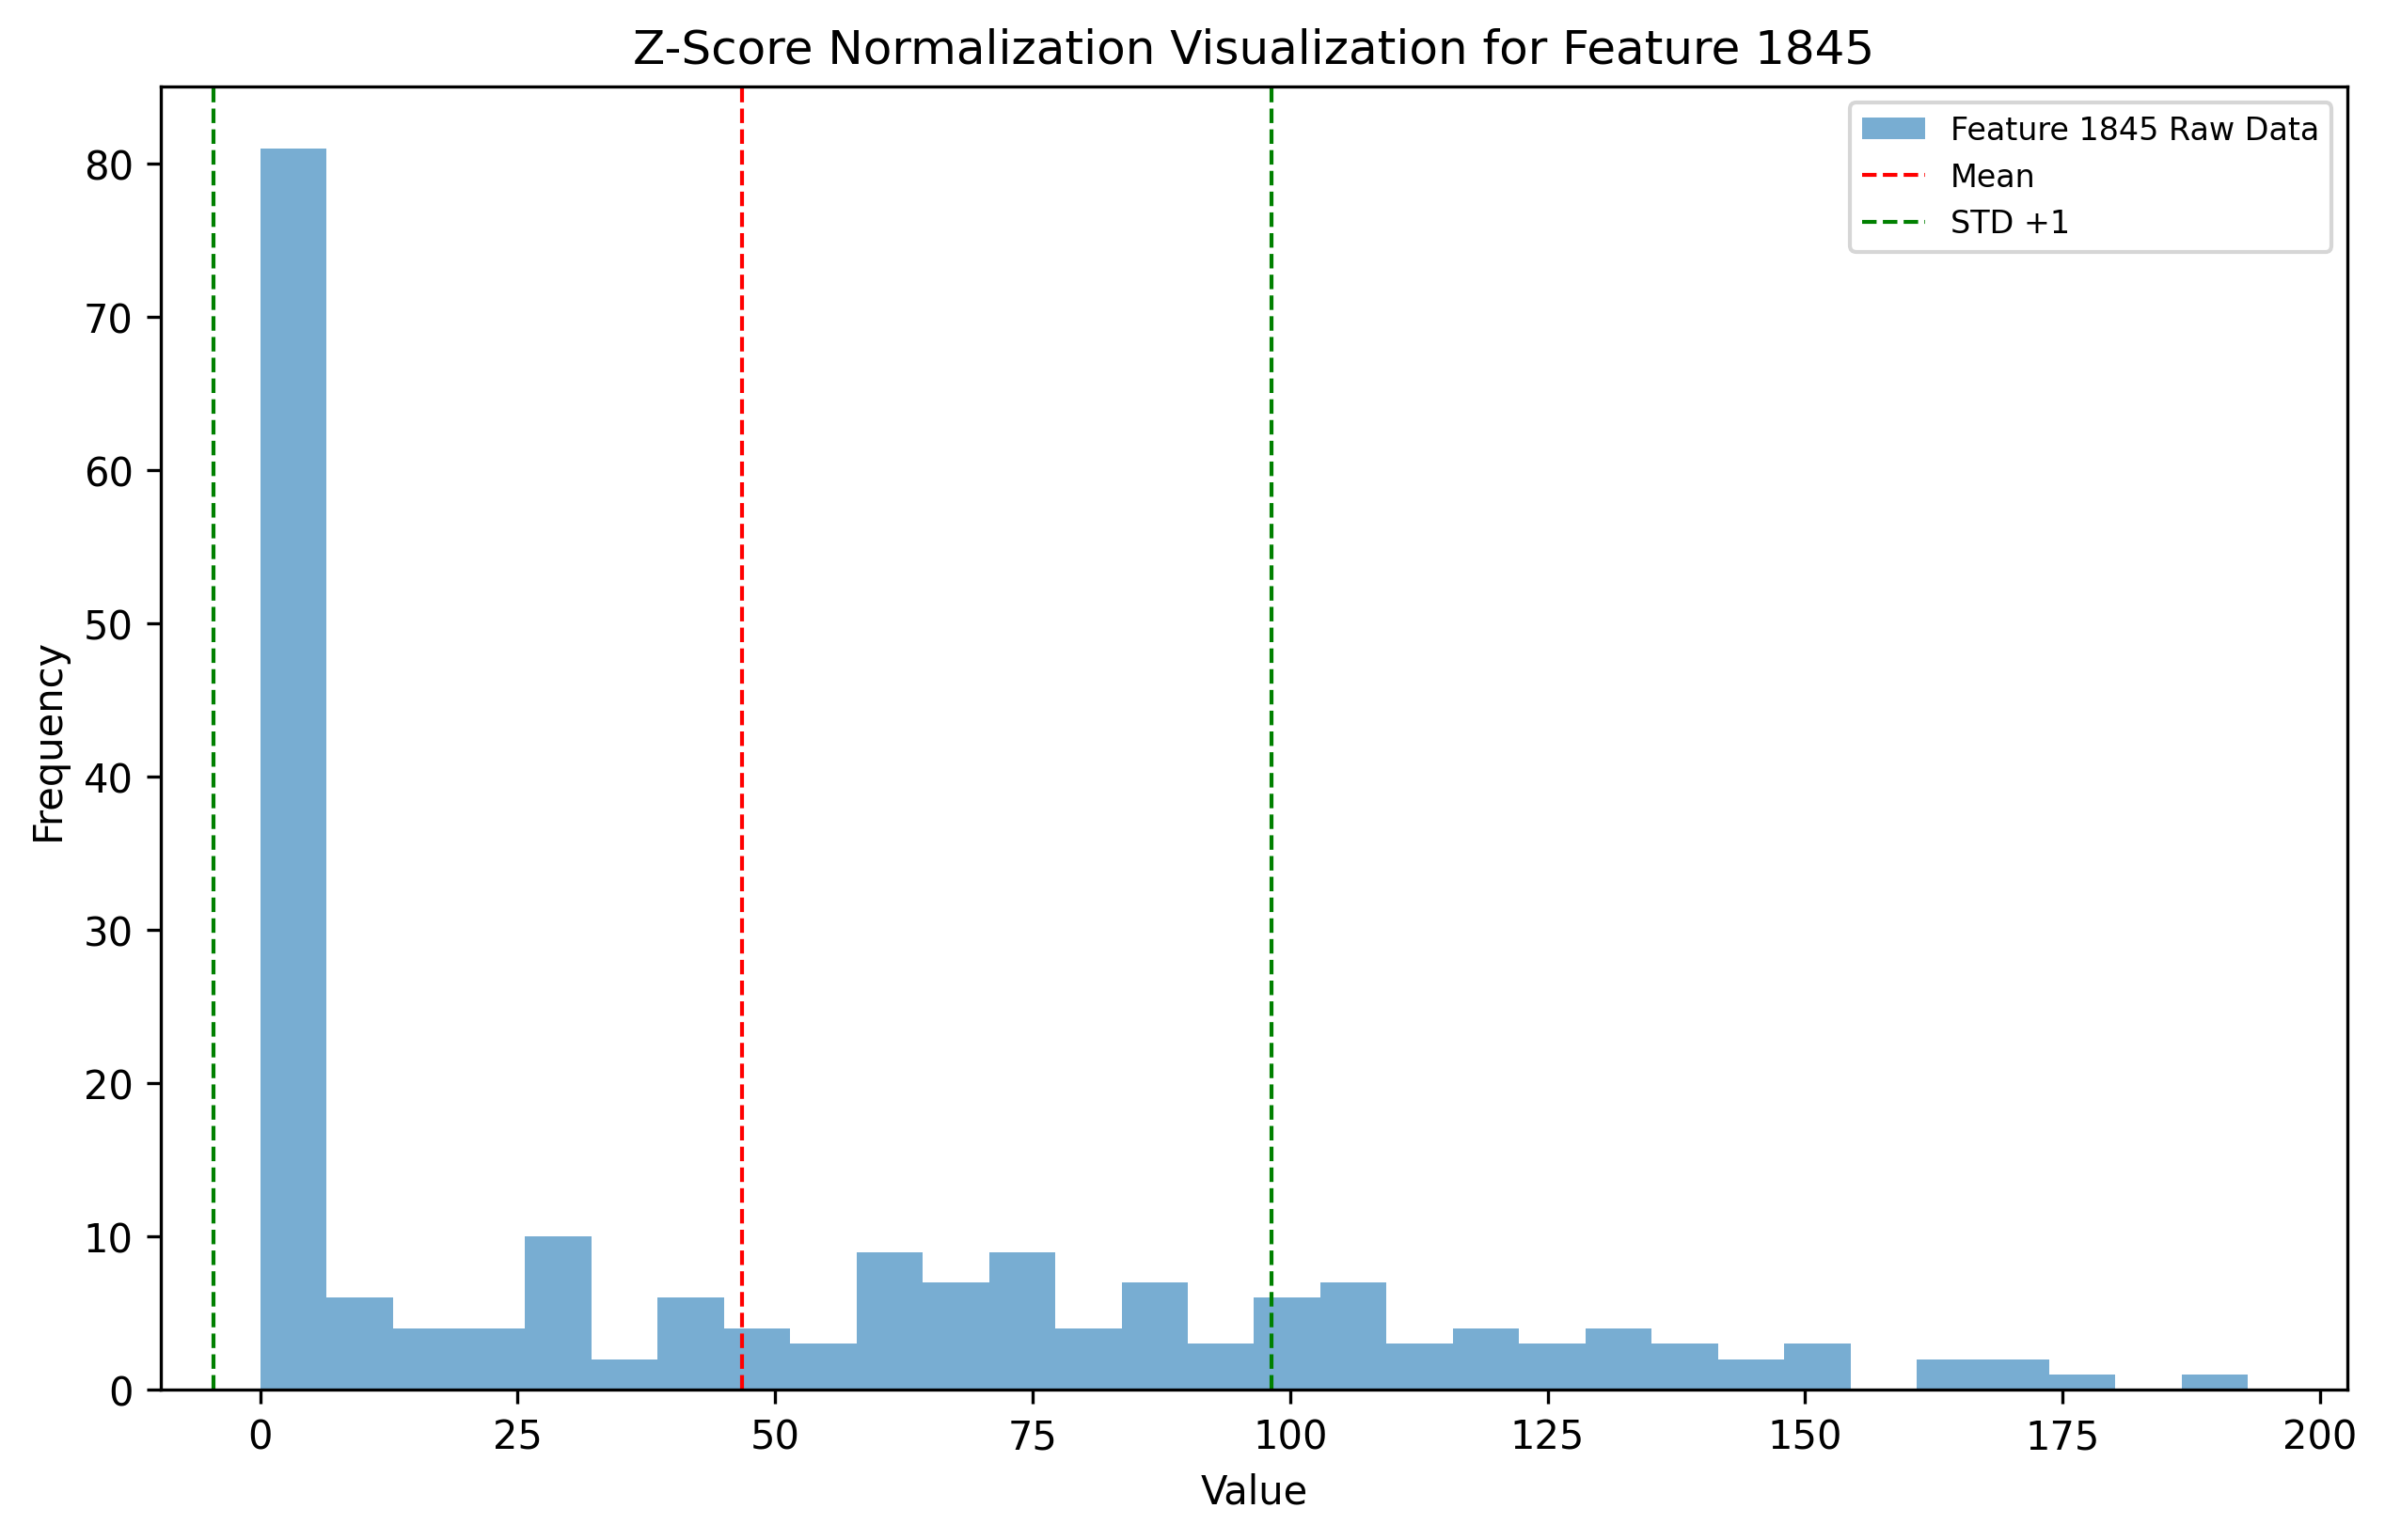 Z-Score Normalization Visualization for Feature 1845
Feature 1845 Raw Data
Mean
STD +1
80
70
60
50
40
30
20
10
0
Frequency
0 25 50 75 100 125 150 175 200
Value